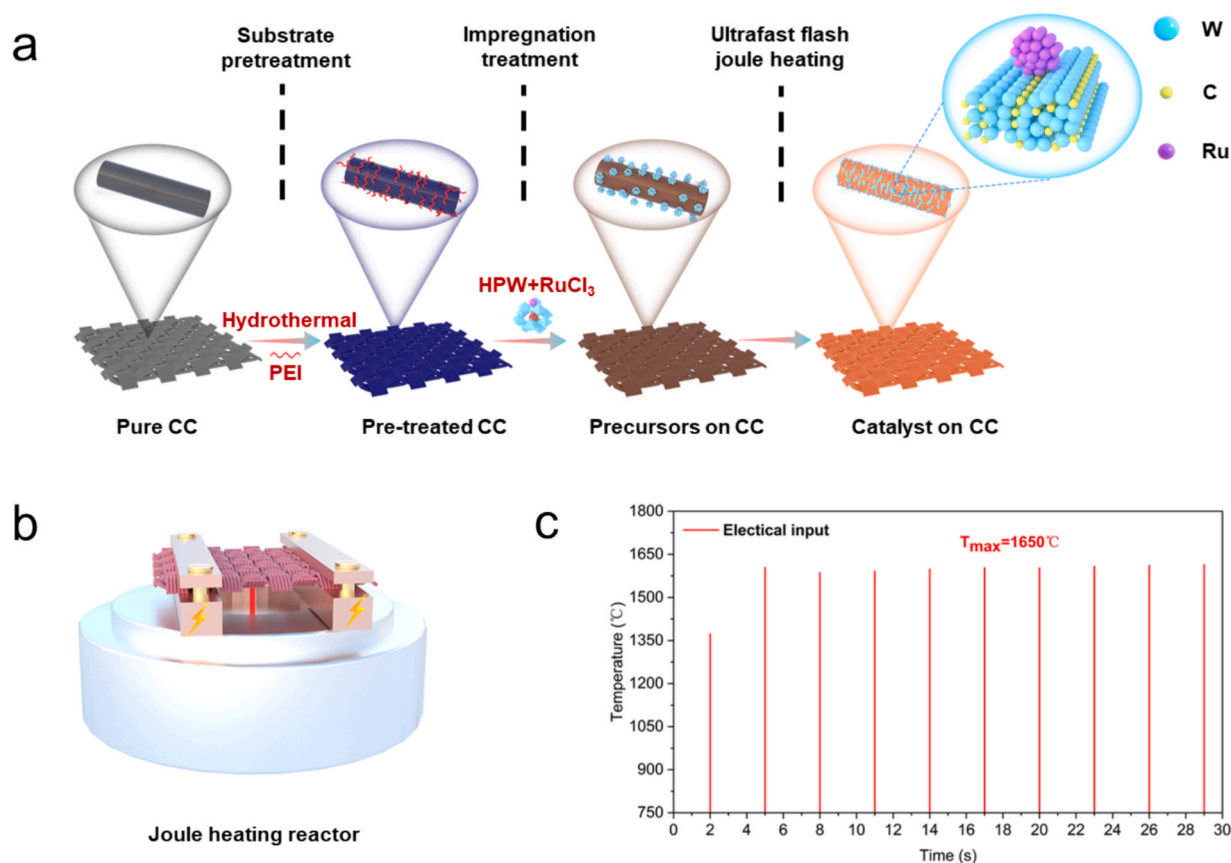 a
Substrate
pretreatment
Impregnation
treatment
Ultrafast flash
joule heating
W
C
Ru
Hydrothermal
PEI
HPW+RuCl₃
Pure CC
Pre-treated CC
Precursors on CC
Catalyst on CC
b
Joule heating reactor
c
Electical input
Tmax=1650℃
Temperature (℃)
1800
1650
1500
1350
1200
1050
900
750
0 2 4 6 8 10 12 14 16 18 20 22 24 26 28 30
Time (s)